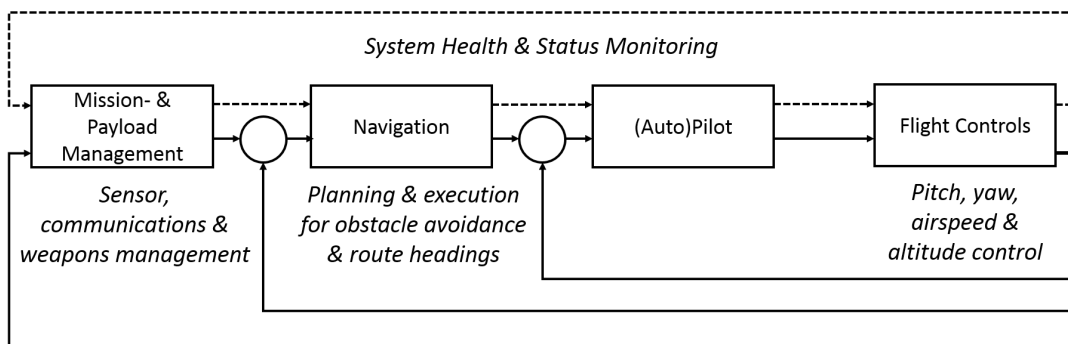 System Health & Status Monitoring
Mission- &
Payload
Management
Navigation
(Auto)Pilot
Flight Controls
Sensor,
communications &
weapons management
Planning & execution
for obstacle avoidance
& route headings
Pitch, yaw,
airspeed &
altitude control